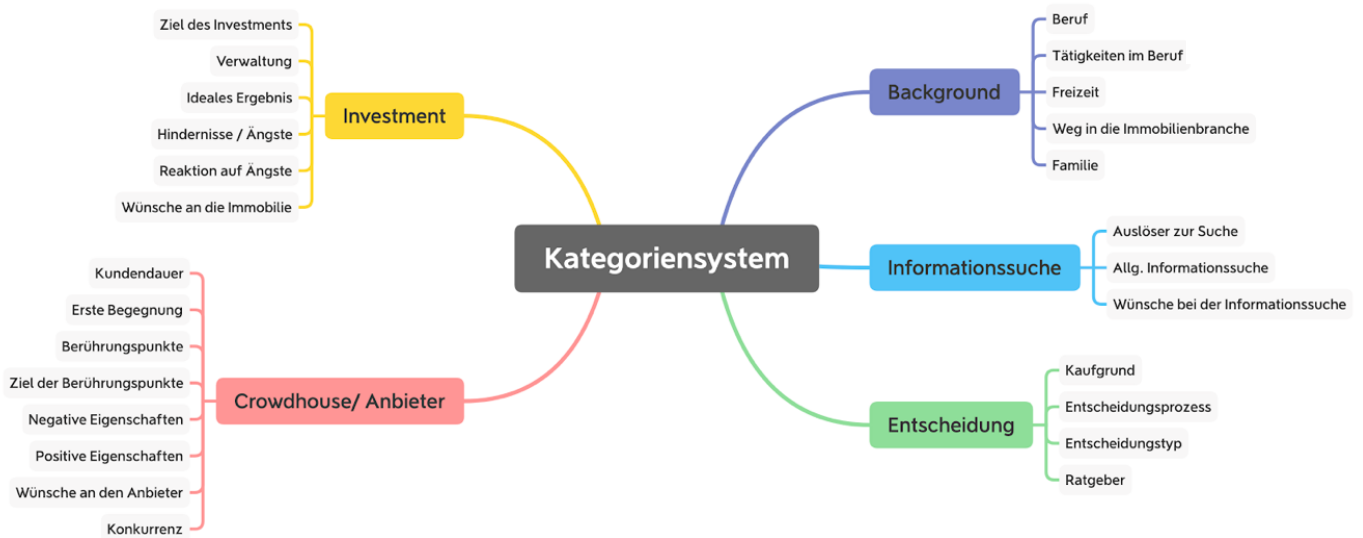 Kategoriensystem
Investment
Ziel des Investments
Verwaltung
Ideales Ergebnis
Hindernisse / Ängste
Reaktion auf Ängste
Wünsche an die Immobilie
Crowdhouse/ Anbieter
Kundendauer
Erste Begegnung
Berührungspunkte
Ziel der Berührungspunkte
Negative Eigenschaften
Positive Eigenschaften
Wünsche an den Anbieter
Konkurrenz
Background
Beruf
Tätigkeiten im Beruf
Freizeit
Weg in die Immobilienbranche
Familie
Informationssuche
Auslöser zur Suche
Allg. Informationssuche
Wünsche bei der Informationssuche
Entscheidung
Kaufgrund
Entscheidungsprozess
Entscheidungstyp
Ratgeber